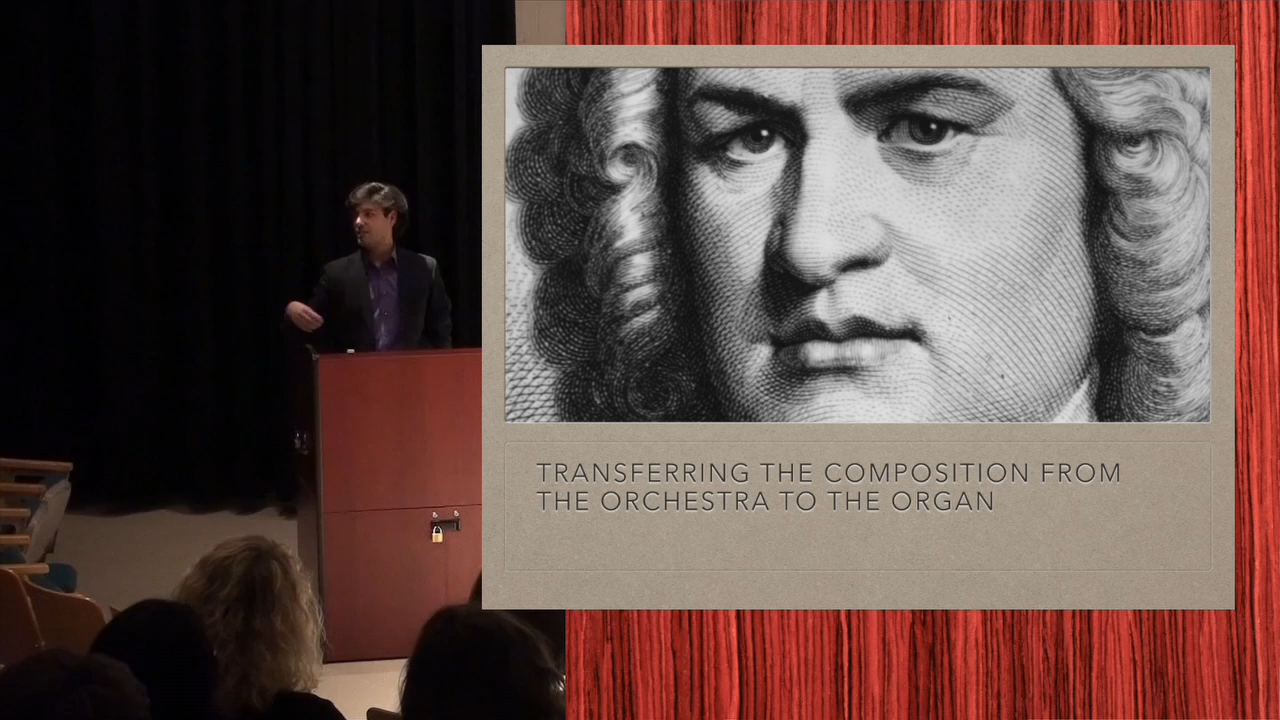 TRANSFERRING THE COMPOSITION FROM
THE ORCHESTRA TO THE ORGAN